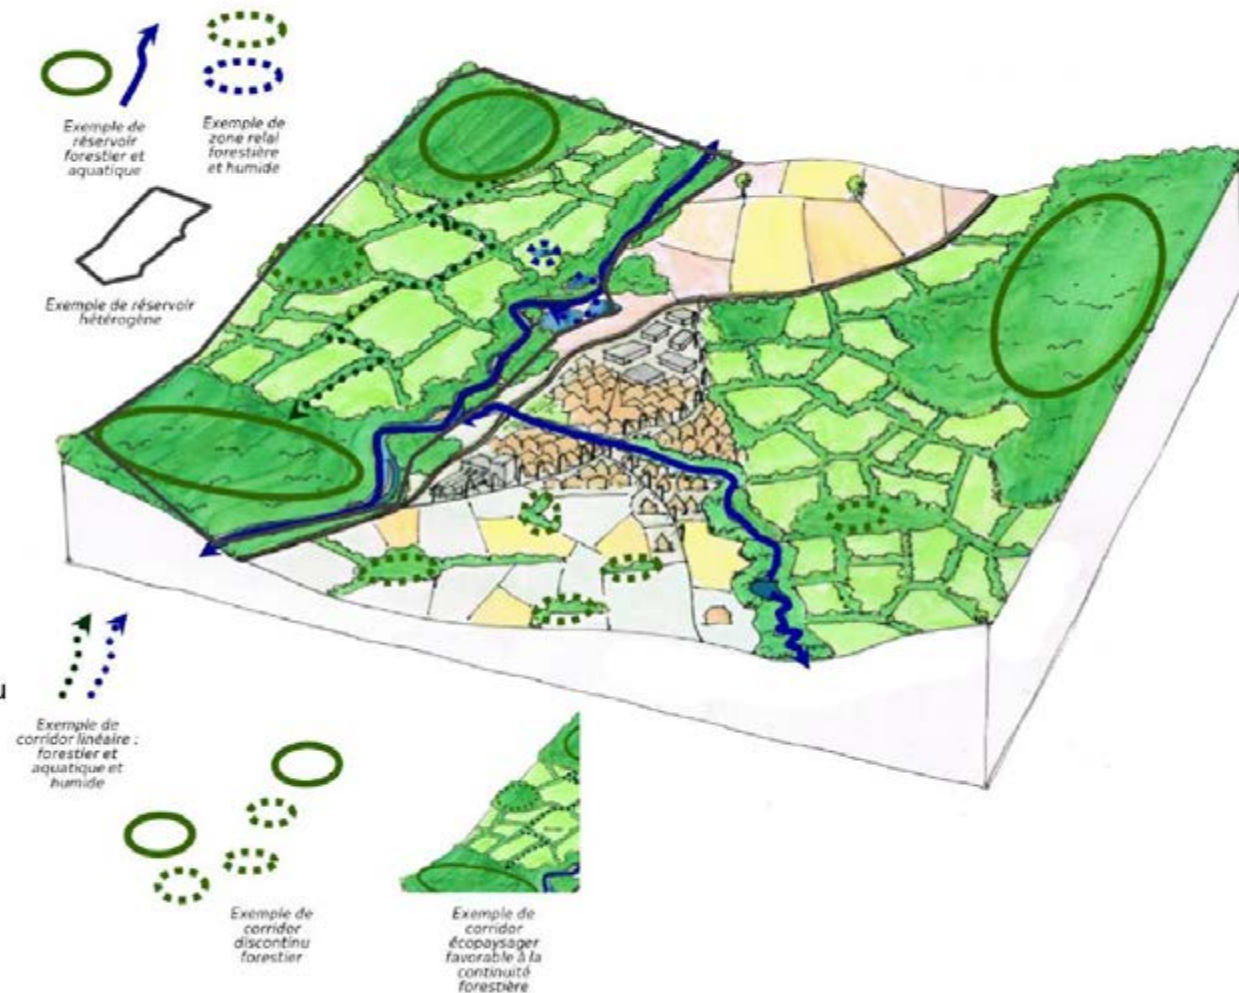 Exemple de
réservoir
forestier et
aquatique
Exemple de
zone relai
forestière
et humide
Exemple de réservoir
hétérogène
u
Exemple de
corridor linéaire :
forestier et
aquatique et
humide
Exemple de
corridor
discontinu
forestier
Exemple de
corridor
écopaysager
favorable à la
continuité
forestière